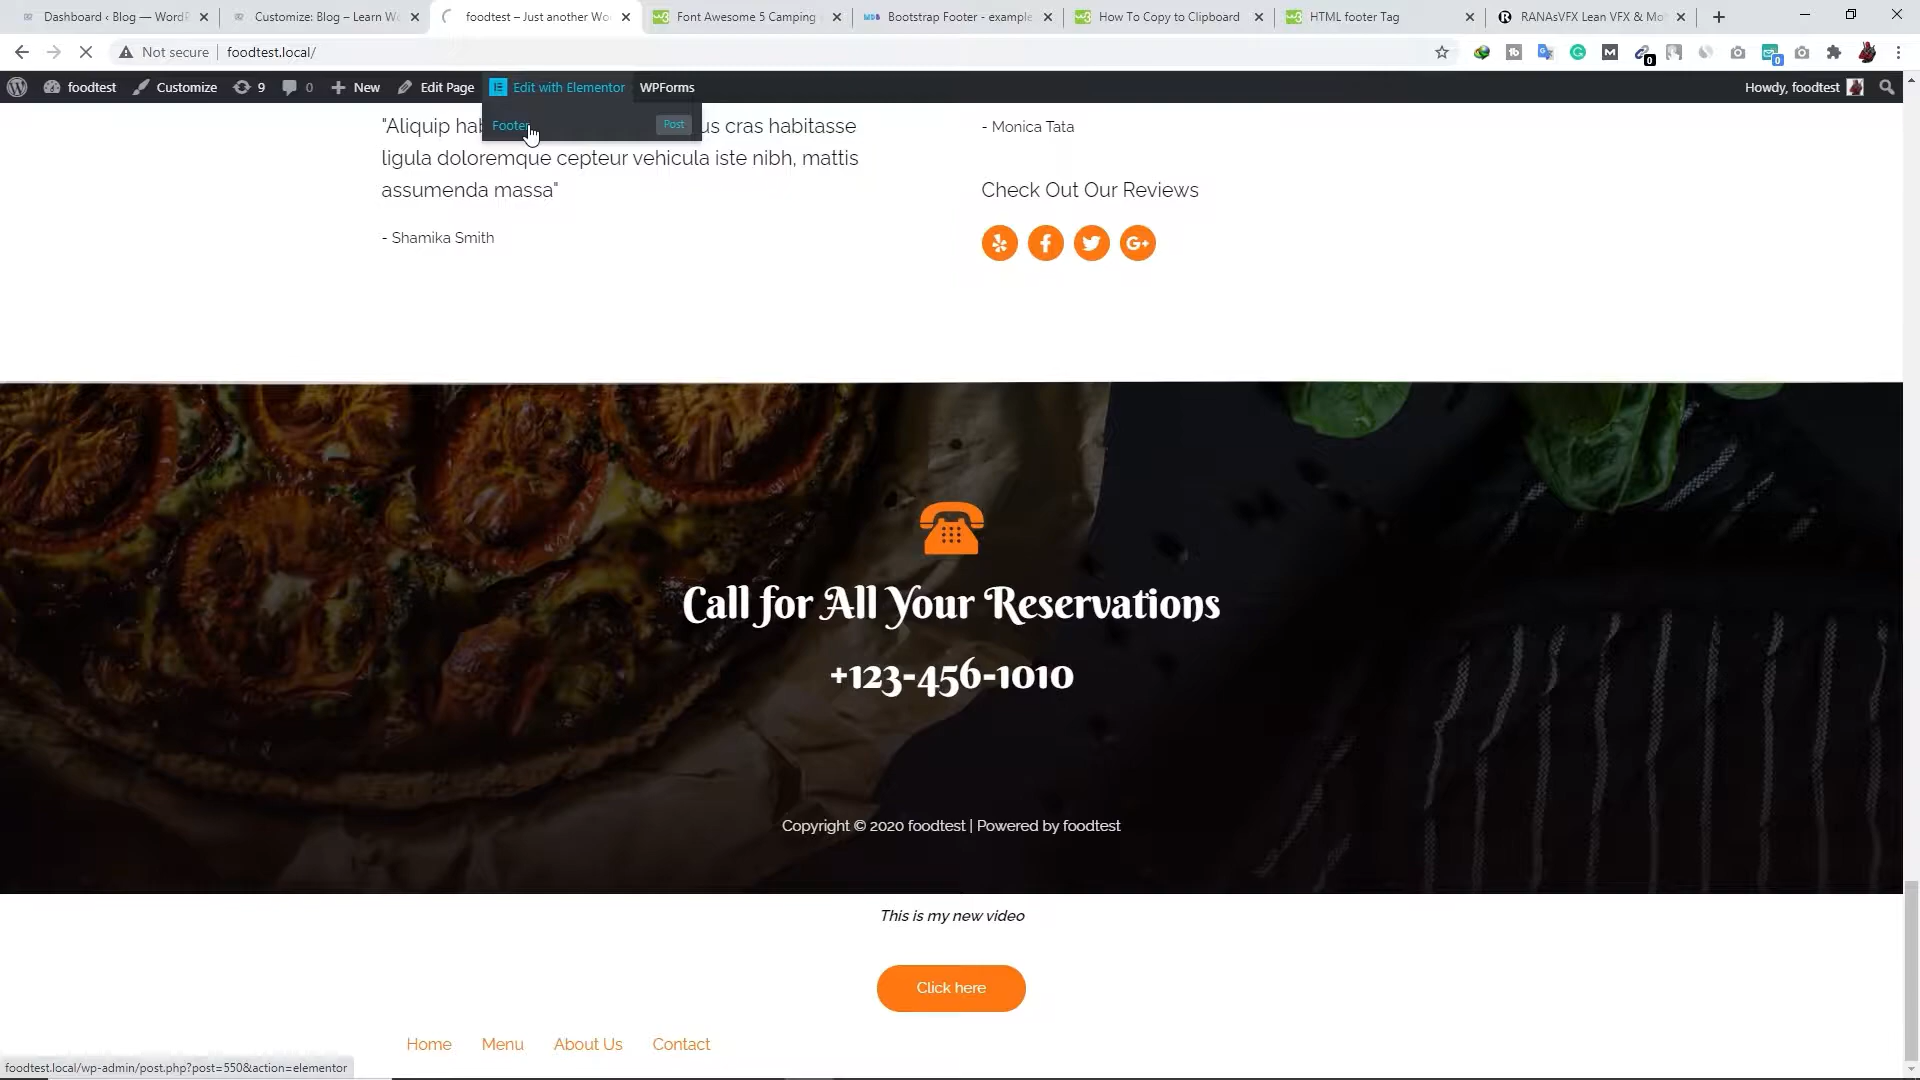 Dashboard ‹ Blog — WordP
Customize: Blog – Learn Wo
foodtest – Just another Wo
Font Awesome 5 Camping
Bootstrap Footer - example
How To Copy to Clipboard
HTML footer Tag
RANAsVFX Lean VFX & Mo
Not secure
foodtest.local/
0
0
foodtest
Customize
9
0
New
Edit Page
Edit with Elementor
WPForms
Howdy, foodtest
Footer
Post
"Aliquip hab us cras habitasse
ligula doloremque cepteur vehicula iste nibh, mattis
assumenda massa"
- Shamika Smith
- Monica Tata
Check Out Our Reviews
Call for All Your Reservations
+123-456-1010
Copyright © 2020 foodtest | Powered by foodtest
This is my new video
Click here
Home
Menu
About Us
Contact
foodtest.local/wp-admin/post.php?post=550&action=elementor